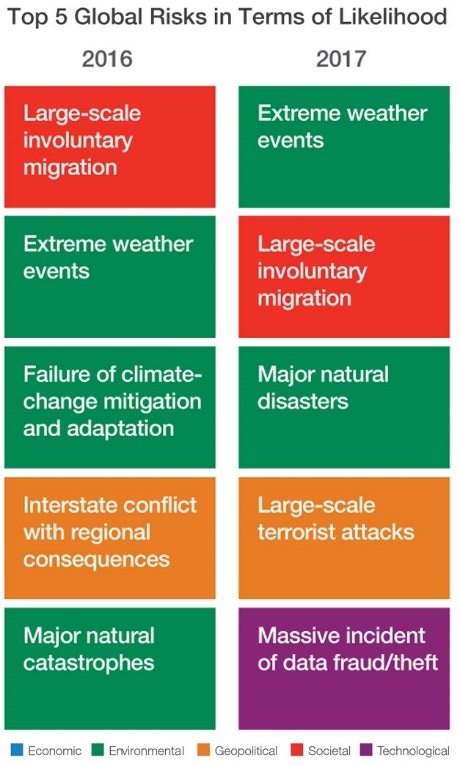 Top 5 Global Risks in Terms of Likelihood
2016
2017
Large-scale
involuntary
migration
Extreme weather
events
Extreme weather
events
Large-scale
involuntary
migration
Failure of climate-
change mitigation
and adaptation
Major natural
disasters
Interstate conflict
with regional
consequences
Large-scale
terrorist attacks
Major natural
catastrophes
Massive incident
of data fraud/theft
Economic
Environmental
Geopolitical
Societal
Technological